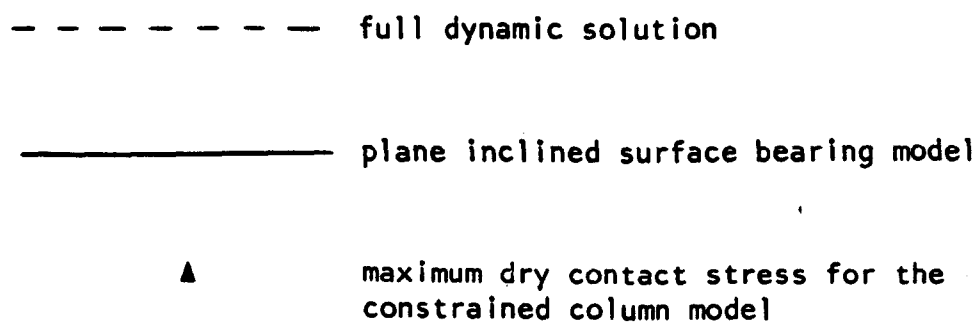 full dynamic solution
plane inclined surface bearing model
maximum dry contact stress for the
constrained column model